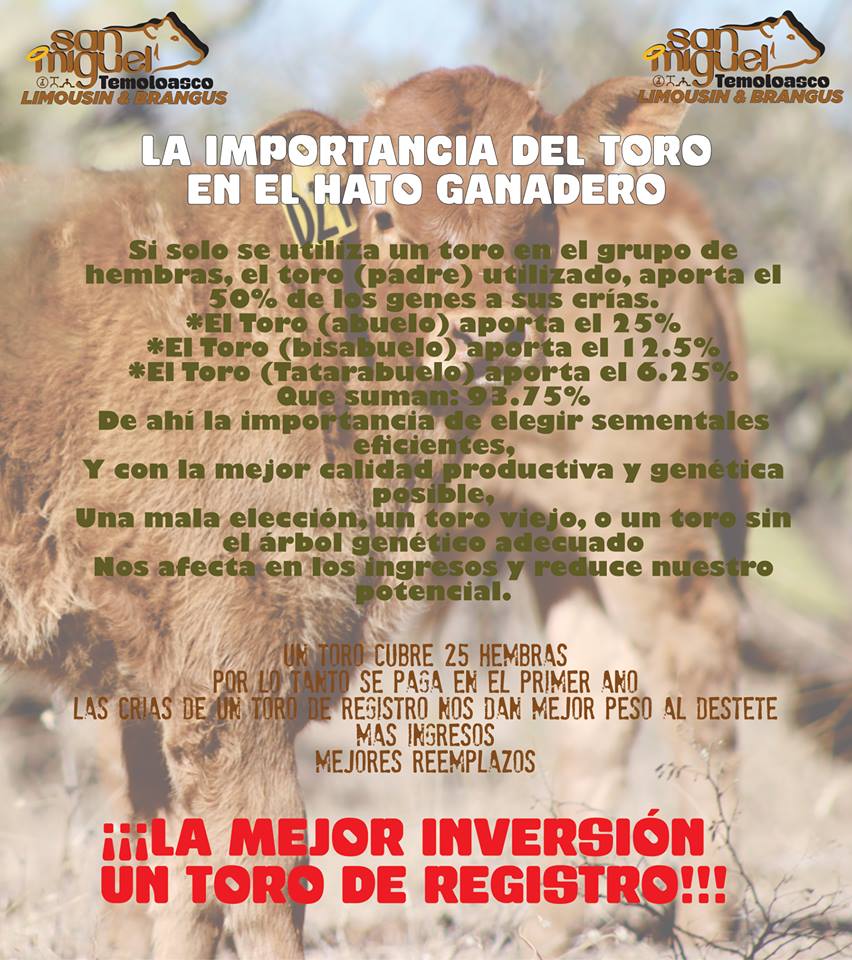 san miguel
Temoloasco
LIMOUSIN & BRANGUS
san miguel
Temoloasco
LIMOUSIN & BRANGUS
LA IMPORTANCIA DEL TORO
EN EL HATO GANADERO
Si solo se utiliza un toro en el grupo de
hembras, el toro (padre) utilizado, aporta el
50% de los genes a sus crías.
*El Toro (abuelo) aporta el 25%
*El Toro (bisabuelo) aporta el 12.5%
*El Toro (Tatarabuelo) aporta el 6.25%
Que suman: 93.75%
De ahí la importancia de elegir sementales
eficientes,
Y con la mejor calidad productiva y genética
posible,
Una mala elección, un toro viejo, o un toro sin
el árbol genético adecuado
Nos afecta en los ingresos y reduce nuestro
potencial.
UN TORO CUBRE 25 HEMBRAS
POR LO TANTO SE PAGA EN EL PRIMER ANO
LAS CRIAS DE UN TORO DE REGISTRO NOS DAN MEJOR PESO AL DESTETE
MAS INGRESOS
MEJORES REEMPLAZOS
¡¡¡LA MEJOR INVERSIÓN
UN TORO DE REGISTRO!!!